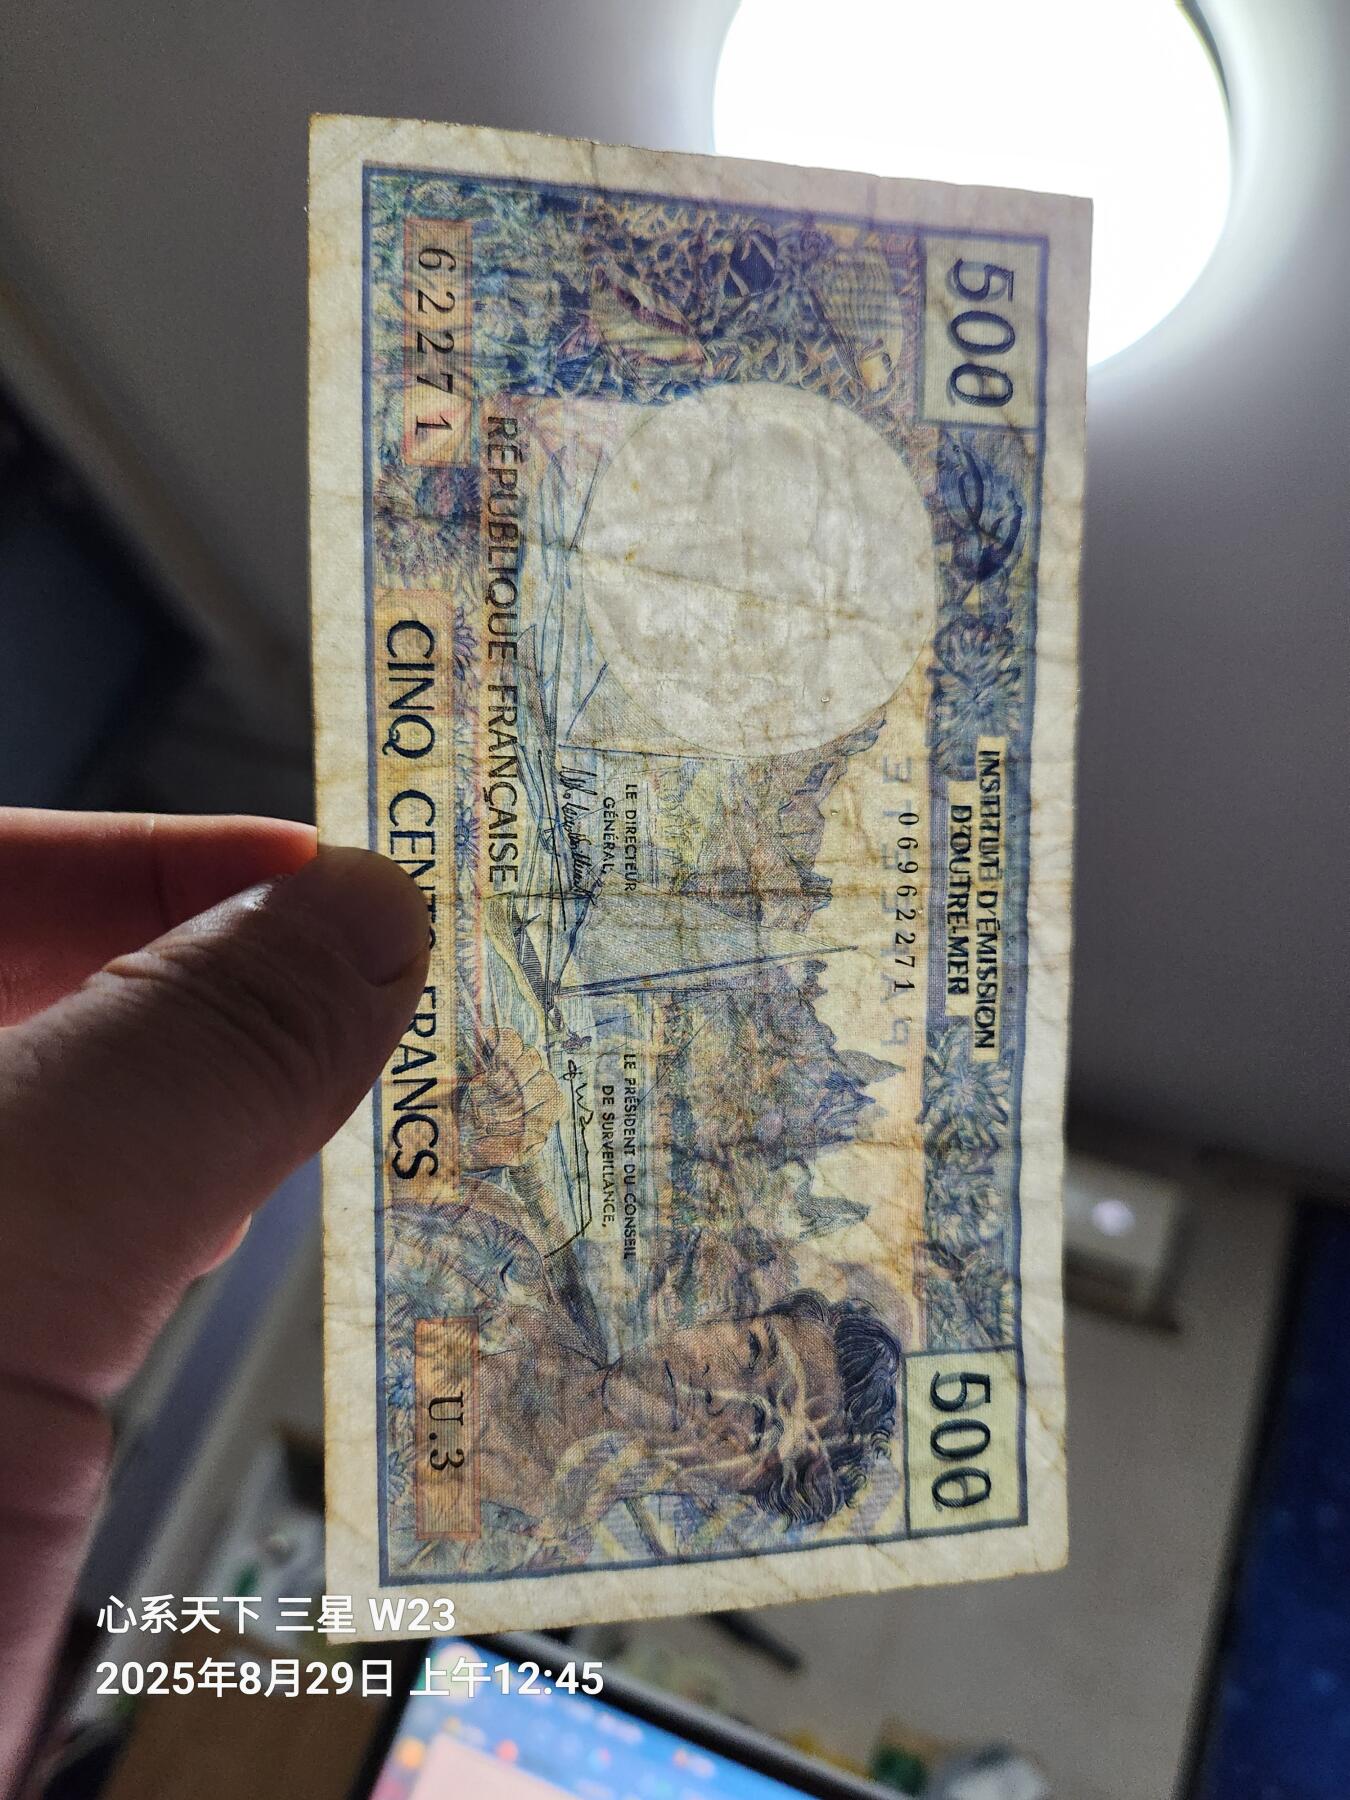 500
INSTITUT D'ÉMISSION
D'OUTRE-MER
500
06962271
PAPEETE
LE DIRECTEUR
GÉNÉRAL,
LE PRÉSIDENT DU CONSEIL
DE SURVEILLANCE,
RÉPUBLIQUE FRANÇAISE
62271
CINQ CENTS FRANCS
U.3
心系天下 三星 W23
2025年8月29日 上午12:45